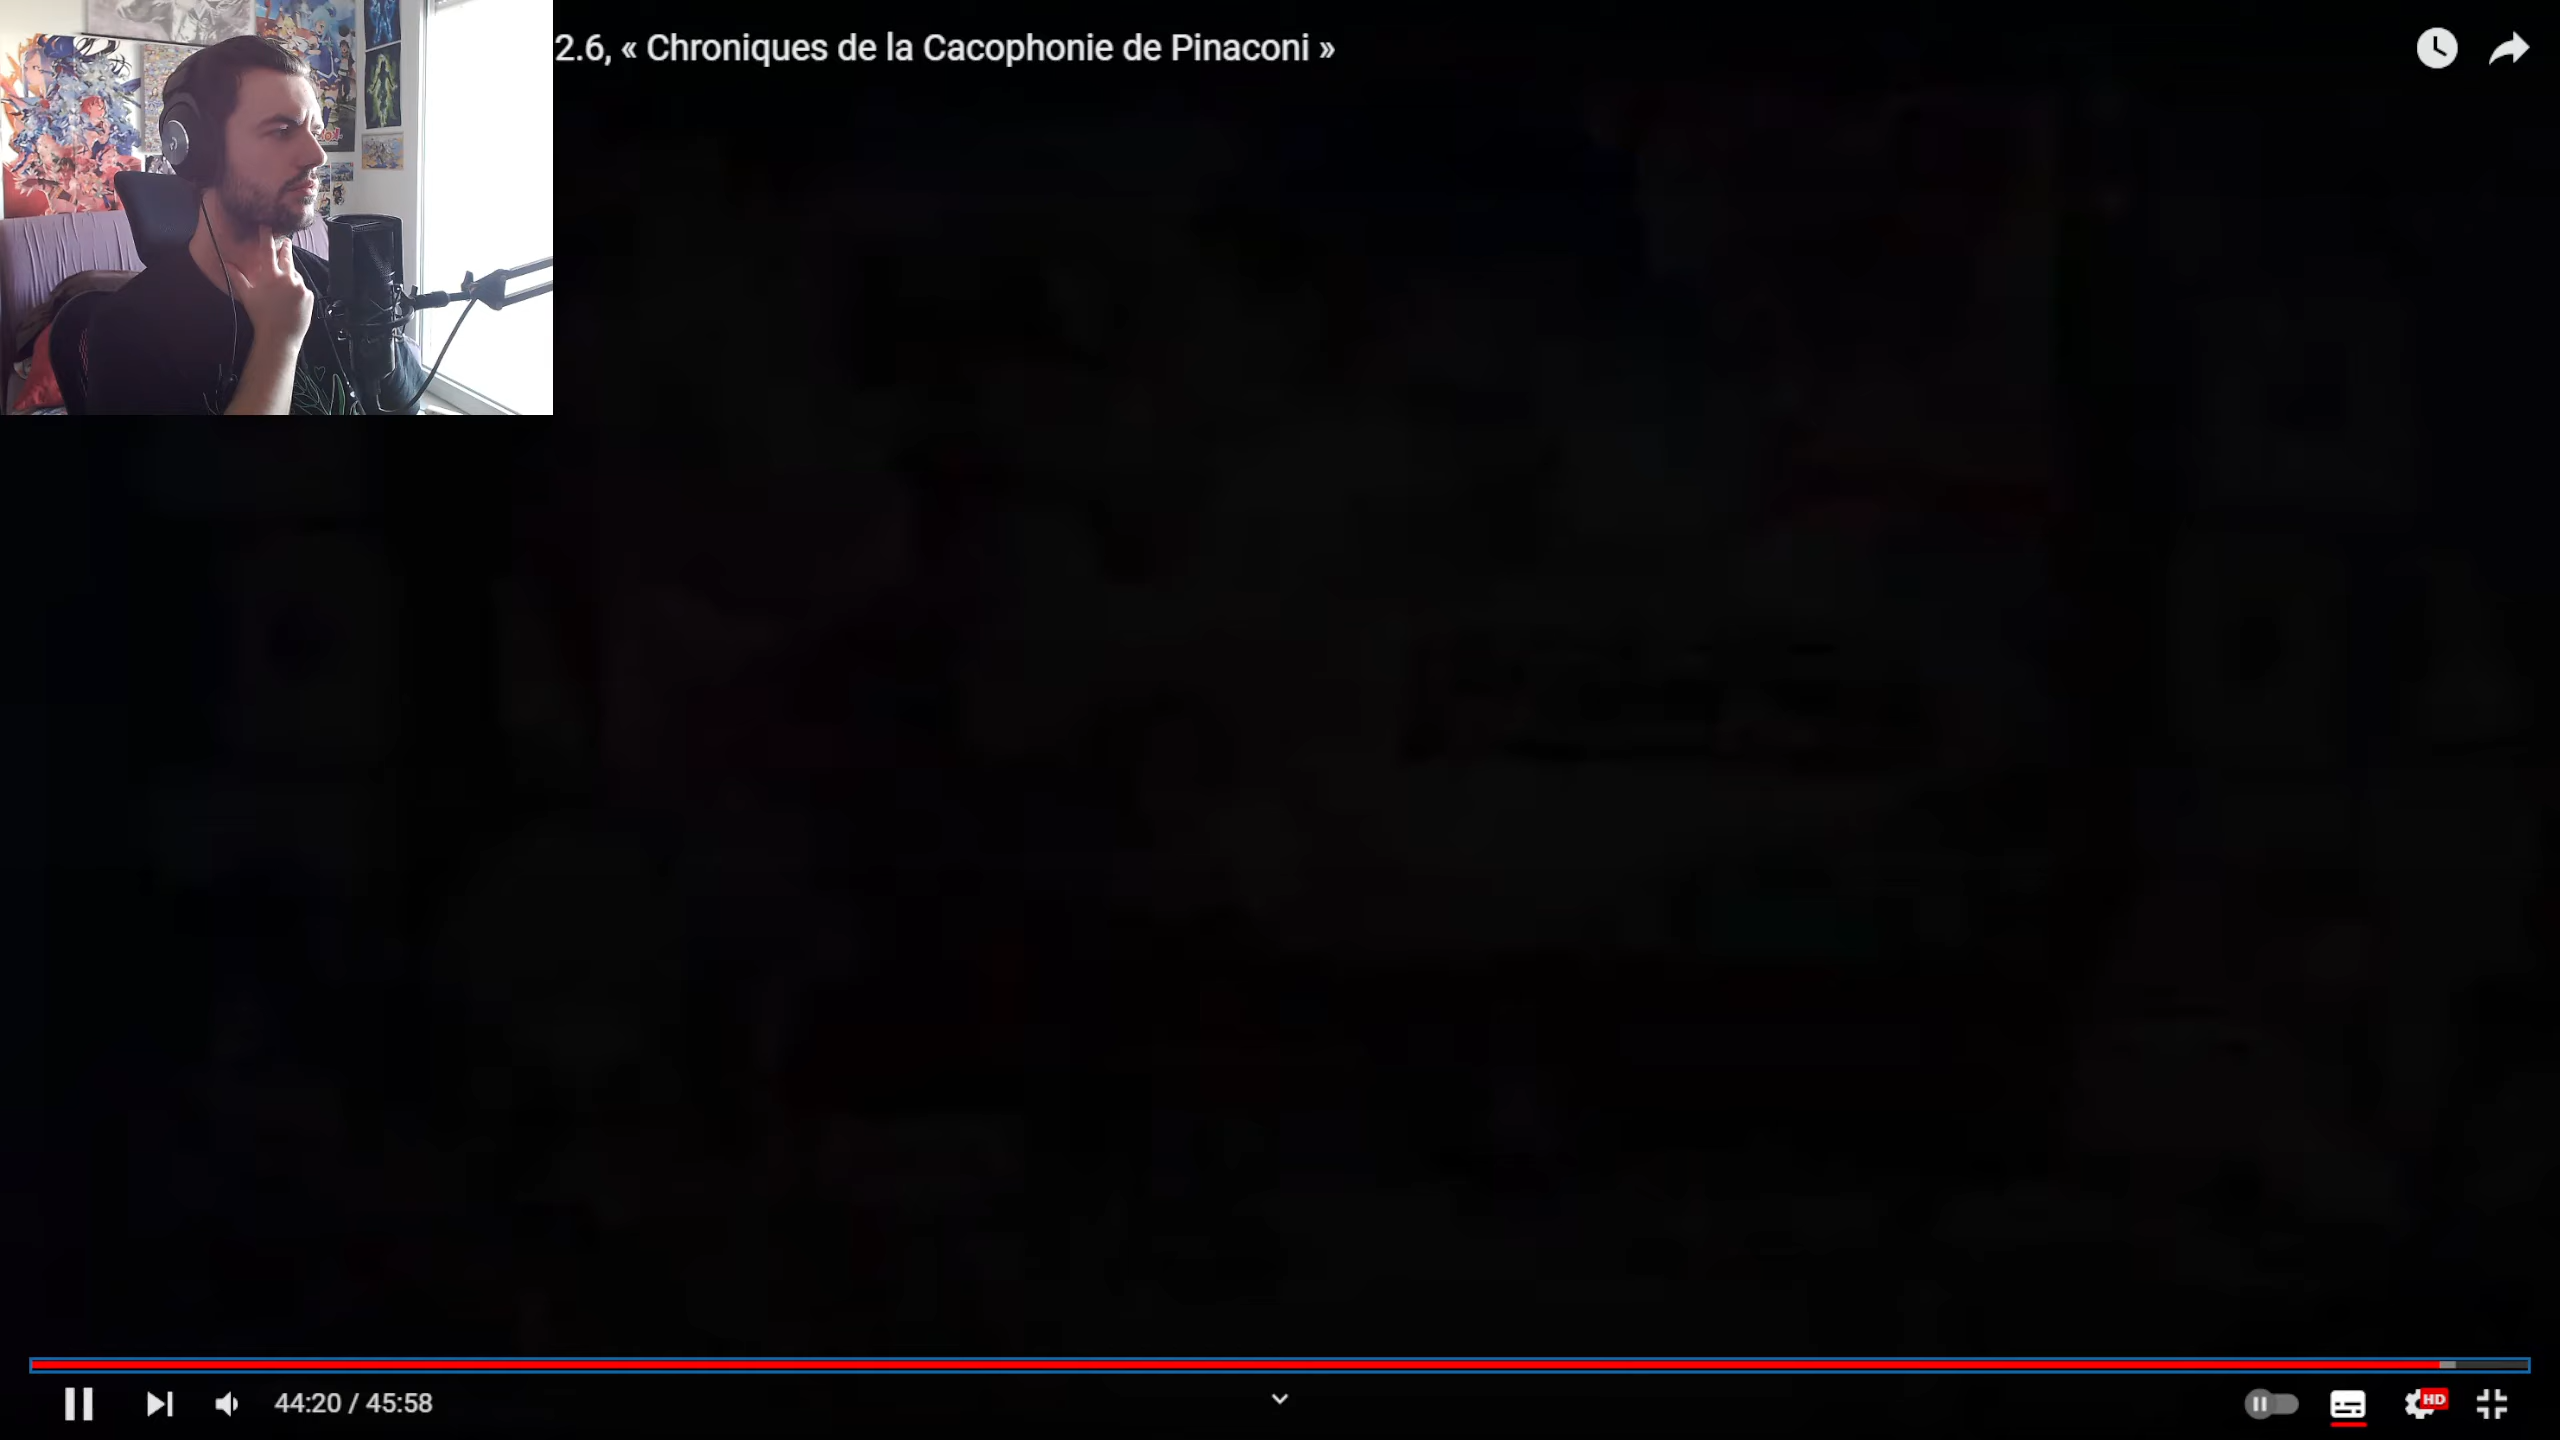 2.6, « Chroniques de la Cacophonie de Pinaconi »
44:20 / 45:58
HD